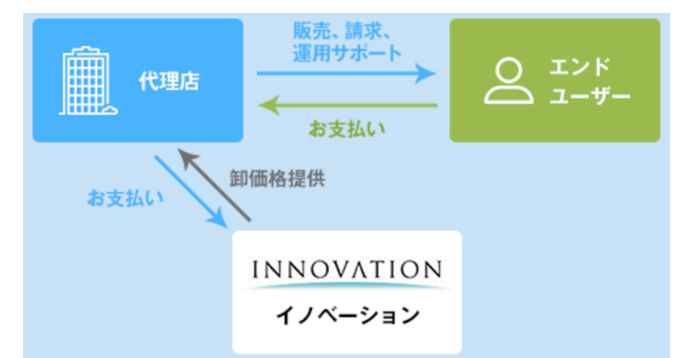 販売、請求、
運用サポート
代理店
エンド
ユーザー
お支払い
卸価格提供
お支払い
INNOVATION
イノベーション